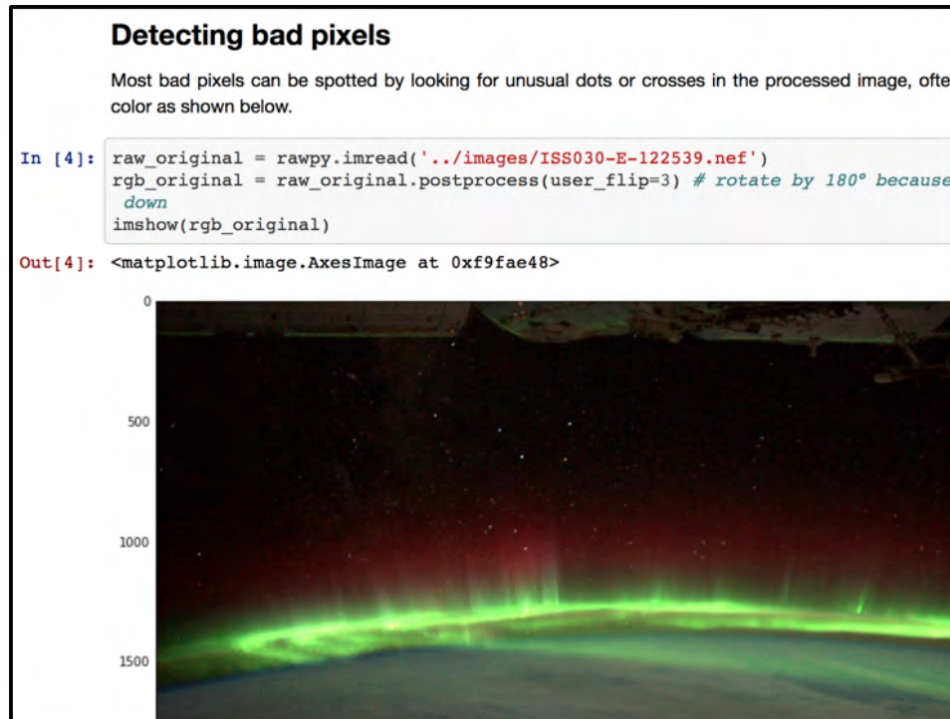 Detecting bad pixels
Most bad pixels can be spotted by looking for unusual dots or crosses in the processed image, ofte
color as shown below.
In [4]: raw_original = rawpy.imread('../images/ISS030-E-122539.nef')
rgb_original = raw_original.postprocess(user_flip=3) # rotate by 180° because
down
imshow(rgb_original)
Out[4]: <matplotlib.image.AxesImage at 0xf9fae48>
0
500
1000
1500